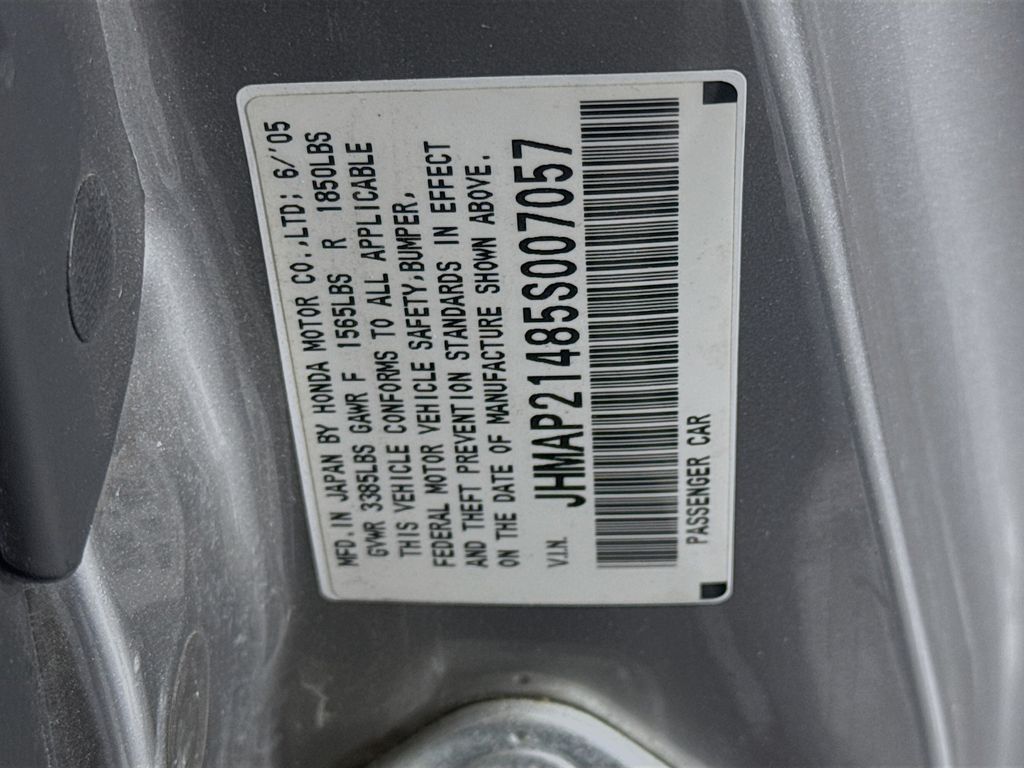 MFD. IN JAPAN BY HONDA MOTOR CO.,LTD; 6/'05
GVWR 3385LBS GAWR F 1565LBS R 1850LBS
THIS VEHICLE CONFORMS TO ALL APPLICABLE
FEDERAL MOTOR VEHICLE SAFETY,BUMPER,
AND THEFT PREVENTION STANDARDS IN EFFECT
ON THE DATE OF MANUFACTURE SHOWN ABOVE.
V.I.N. JHMAP21485S007057
PASSENGER CAR